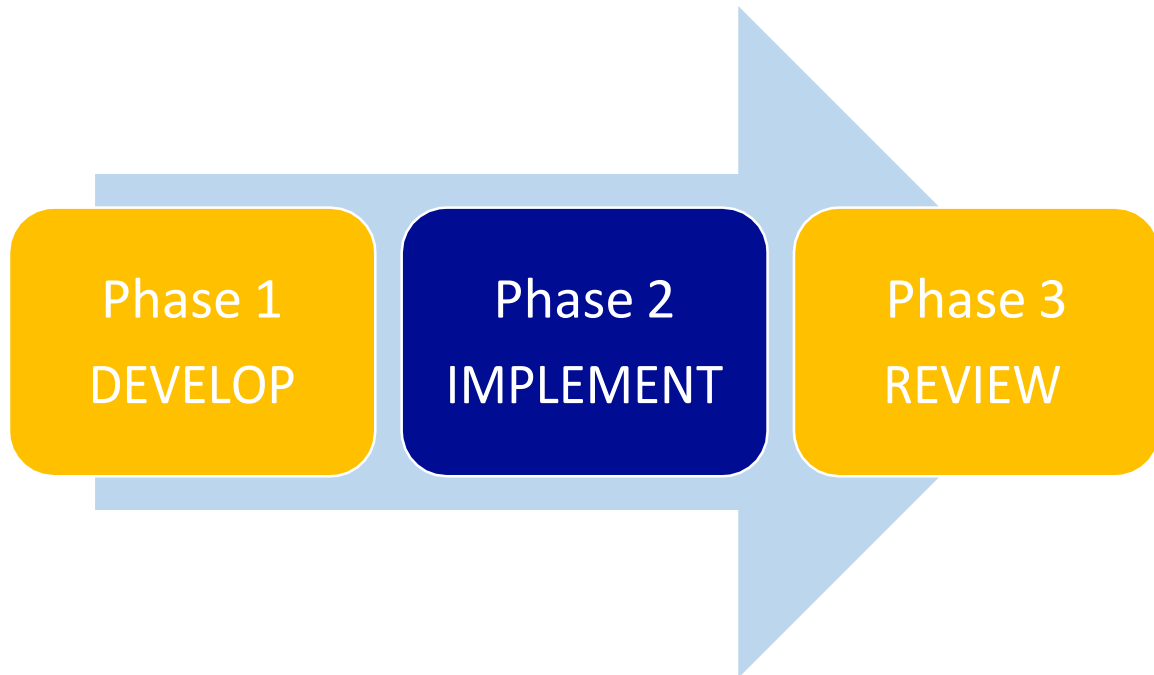 Phase 1
DEVELOP
Phase 2
IMPLEMENT
Phase 3
REVIEW